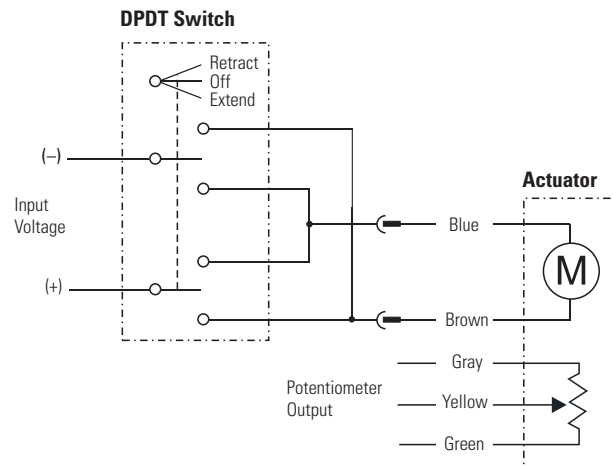 DPDT Switch
Retract
Off
Extend
(–)
Input
Voltage
(+)
Actuator
Blue
M
Brown
Gray
Potentiometer
Output
Yellow
Green